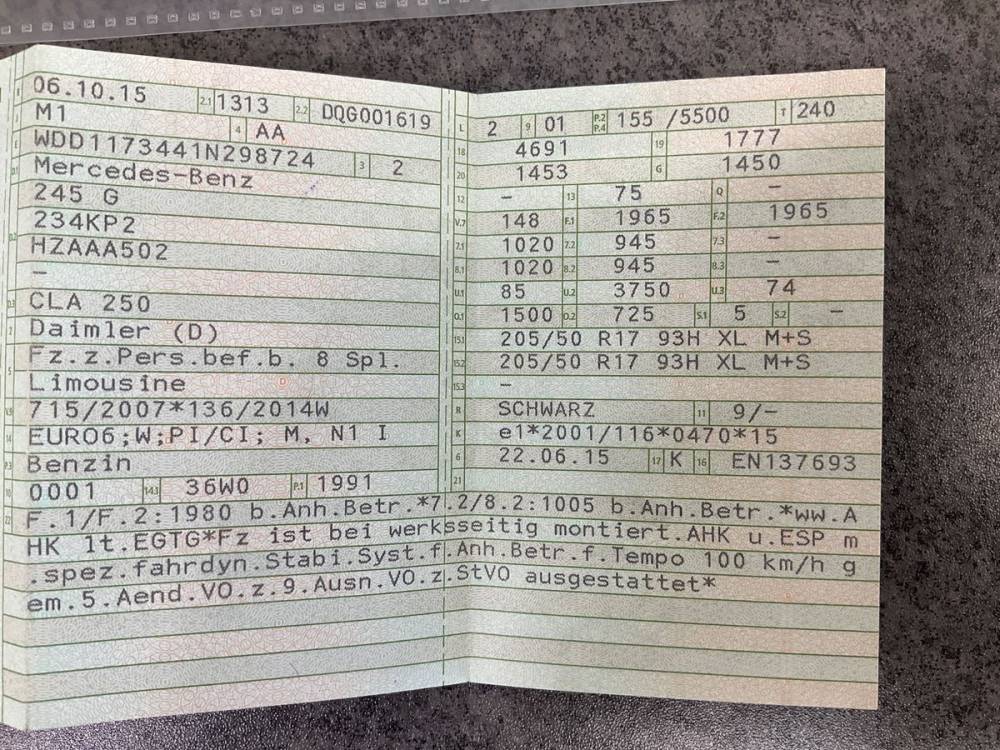 06.10.15 2.1 1313 2.2 DQG001619
M1 4 AA
WDD1173441N298724 3 2
Mercedes-Benz
245 G
234KP2
HZAAA502
–
CLA 250
Daimler (D)
Fz.z.Pers.bef.b. 8 Spl.
Limousine
715/2007*136/2014W
EURO6;W;PI/CI; M, N1 I
Benzin
0001 14.1 36W0 P.1 1991
L 2 9 01 P.2 P.4 155 /5500 T 240
18 4691 19 1777
20 1453 G 1450
12 – 13 75 Q –
V.7 148 F.1 1965 F.2 1965
7.1 1020 7.2 945 7.3 –
8.1 1020 8.2 945 8.3 –
U.1 85 U.2 3750 U.3 74
O.1 1500 O.2 725 S.1 5 S.2 –
15.1 205/50 R17 93H XL M+S
15.2 205/50 R17 93H XL M+S
15.3 –
R SCHWARZ 11 9/–
K e1*2001/116*0470*15
6 22.06.15 17 K 16 EN137693
21
22 F.1/F.2:1980 b.Anh.Betr.*7.2/8.2:1005 b.Anh.Betr.*ww.A
HK lt.EGTG*Fz ist bei werksseitig montiert.AHK u.ESP m
.spez.fahrdyn.Stabi.Syst.f.Anh.Betr.f.Tempo 100 km/h g
em.5.Aend.VO.z.9.Ausn.VO.z.StVO ausgestattet*